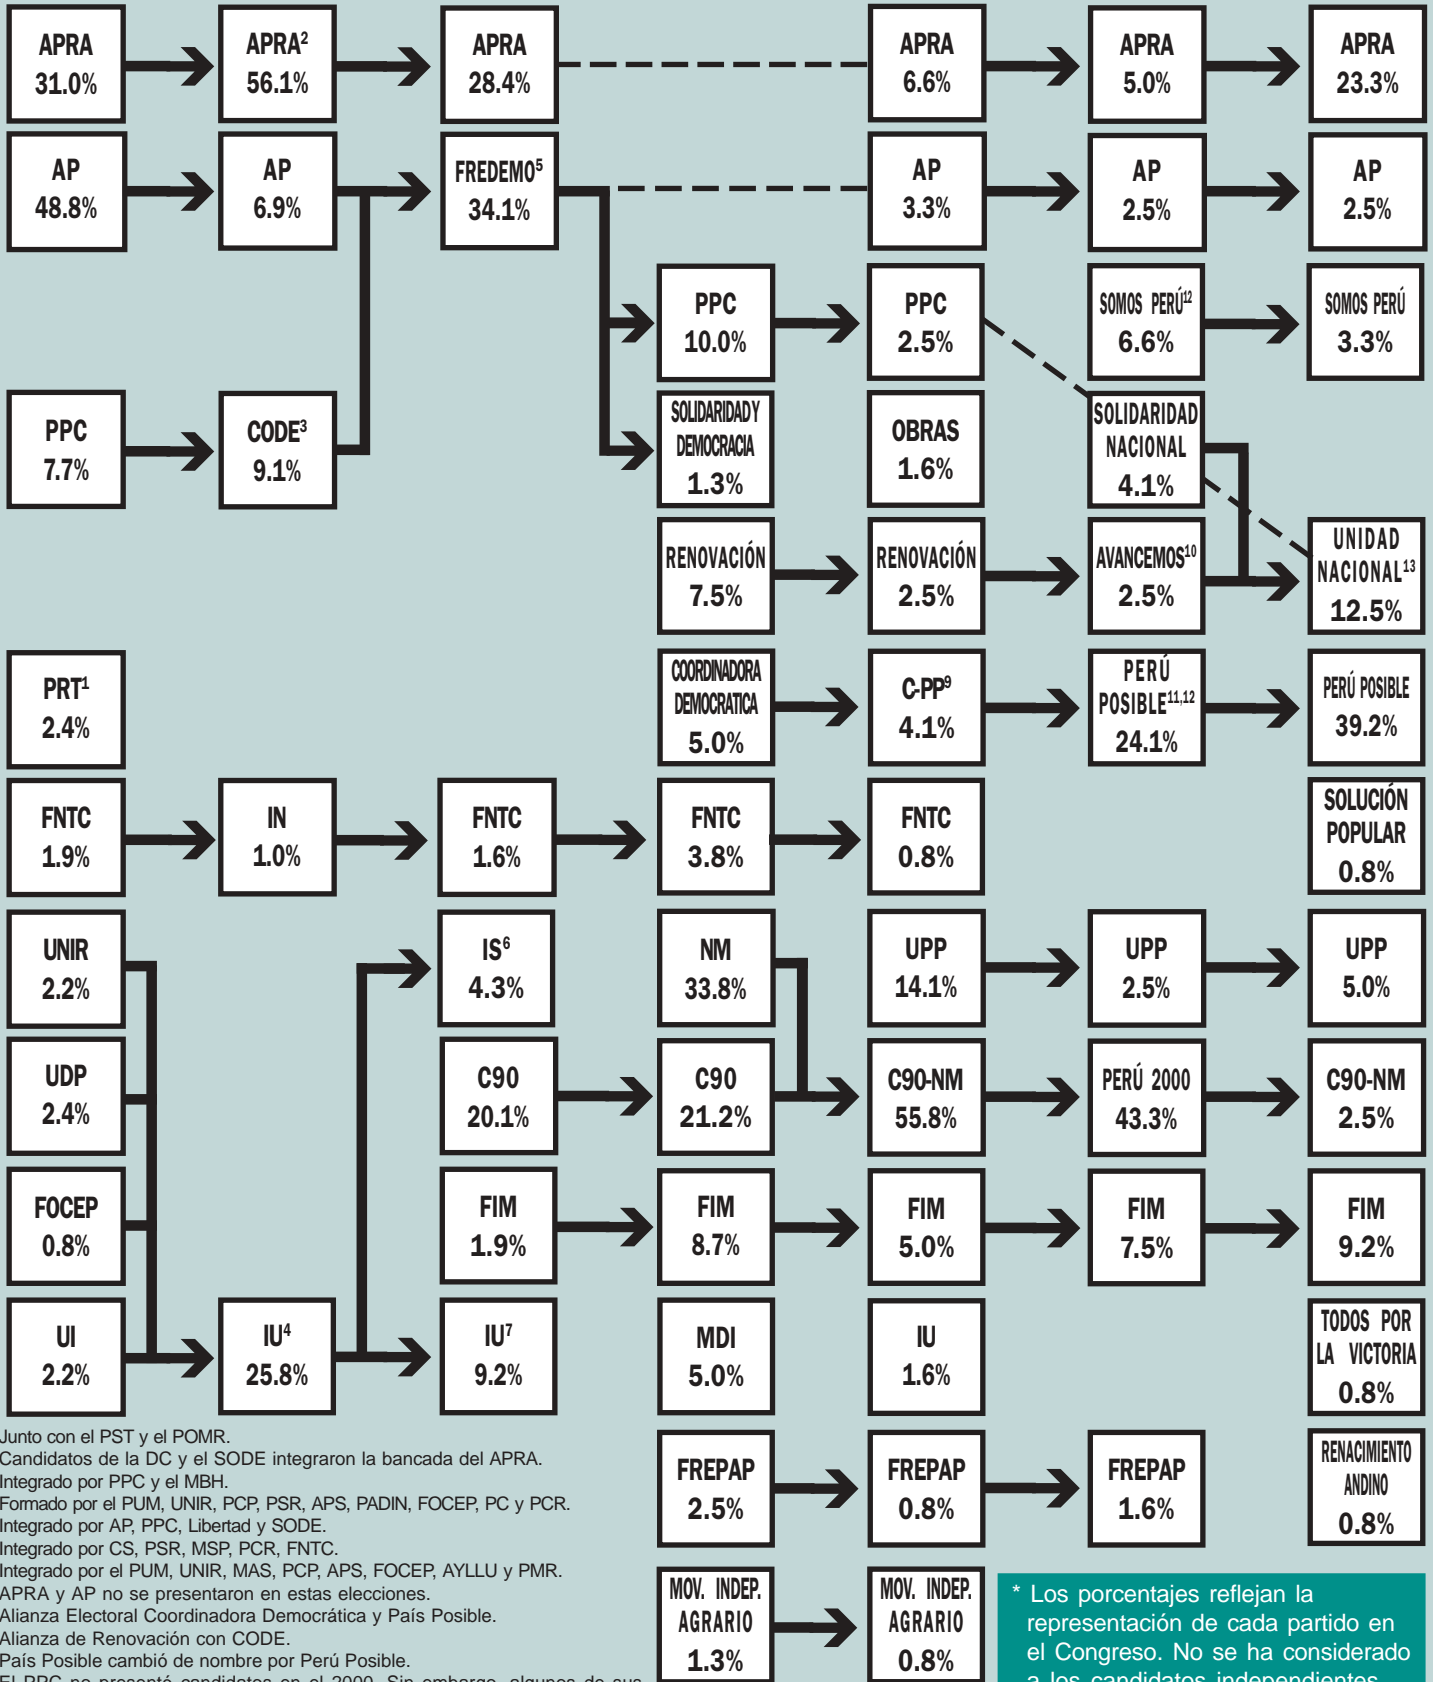 APRA
31.0%
APRA²
56.1%
APRA
28.4%
APRA
6.6%
APRA
5.0%
APRA
23.3%
AP
48.8%
AP
6.9%
FREDEMO⁵
34.1%
AP
3.3%
AP
2.5%
AP
2.5%
PPC
10.0%
PPC
2.5%
SOMOS PERÚ¹²
6.6%
SOMOS PERÚ
3.3%
PPC
7.7%
CODE³
9.1%
SOLIDARIDAD Y
DEMOCRACIA
1.3%
OBRAS
1.6%
SOLIDARIDAD
NACIONAL
4.1%
RENOVACIÓN
7.5%
RENOVACIÓN
2.5%
AVANCEMOS¹⁰
2.5%
UNIDAD
NACIONAL¹³
12.5%
PRT¹
2.4%
COORDINADORA
DEMOCRATICA
5.0%
C-PP⁹
4.1%
PERÚ
POSIBLE¹¹,¹²
24.1%
PERÚ POSIBLE
39.2%
FNTC
1.9%
IN
1.0%
FNTC
1.6%
FNTC
3.8%
FNTC
0.8%
SOLUCIÓN
POPULAR
0.8%
UNIR
2.2%
IS⁶
4.3%
NM
33.8%
UPP
14.1%
UPP
2.5%
UPP
5.0%
UDP
2.4%
C90
20.1%
C90
21.2%
C90-NM
55.8%
PERÚ 2000
43.3%
C90-NM
2.5%
FOCEP
0.8%
FIM
1.9%
FIM
8.7%
FIM
5.0%
FIM
7.5%
FIM
9.2%
UI
2.2%
IU⁴
25.8%
IU⁷
9.2%
MDI
5.0%
IU
1.6%
TODOS POR
LA VICTORIA
0.8%
FREPAP
2.5%
FREPAP
0.8%
FREPAP
1.6%
RENACIMIENTO
ANDINO
0.8%
MOV. INDEP.
AGRARIO
1.3%
MOV. INDEP.
AGRARIO
0.8%
Junto con el PST y el POMR.
Candidatos de la DC y el SODE integraron la bancada del APRA.
Integrado por PPC y el MBH.
Formado por el PUM, UNIR, PCP, PSR, APS, PADIN, FOCEP, PC y PCR.
Integrado por AP, PPC, Libertad y SODE.
Integrado por CS, PSR, MSP, PCR, FNTC.
Integrado por el PUM, UNIR, MAS, PCP, APS, FOCEP, AYLLU y PMR.
APRA y AP no se presentaron en estas elecciones.
Alianza Electoral Coordinadora Democrática y País Posible.
Alianza de Renovación con CODE.
País Posible cambió de nombre por Perú Posible.
El PPC no presentó candidatos en el 2000. Sin embargo, algunos de sus
* Los porcentajes reflejan la
representación de cada partido en
el Congreso. No se ha considerado
a los candidatos independientes